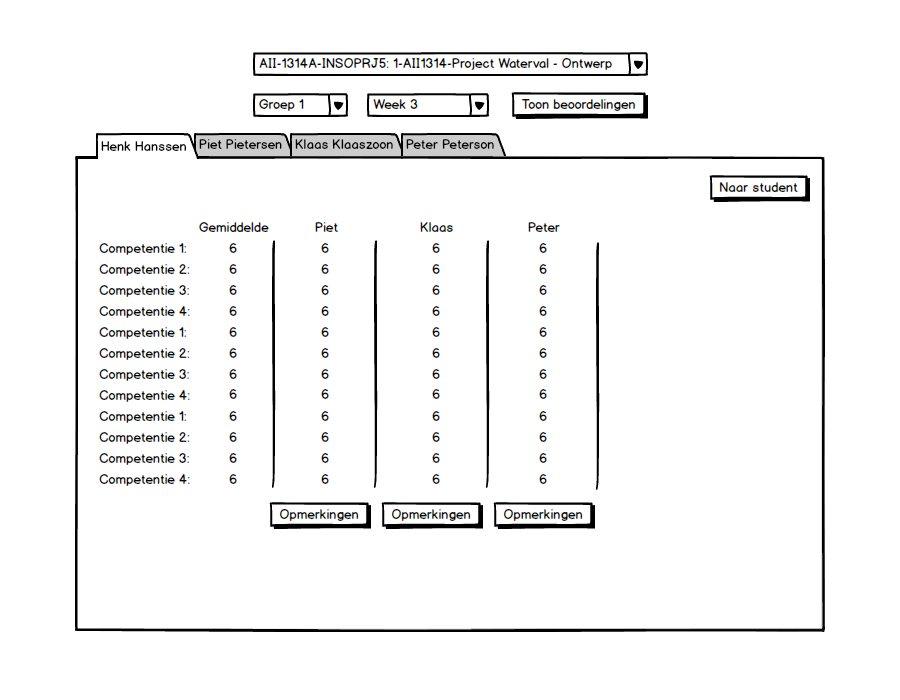 AII-1314A-INSOPRJ5: 1-AII1314-Project Waterval - Ontwerp
Groep 1 Week 3 Toon beoordelingen
Henk Hanssen Piet Pietersen Klaas Klaaszoon Peter Peterson
Naar student
Gemiddelde Piet Klaas Peter
Competentie 1: 6 6 6 6
Competentie 2: 6 6 6 6
Competentie 3: 6 6 6 6
Competentie 4: 6 6 6 6
Competentie 1: 6 6 6 6
Competentie 2: 6 6 6 6
Competentie 3: 6 6 6 6
Competentie 4: 6 6 6 6
Competentie 1: 6 6 6 6
Competentie 2: 6 6 6 6
Competentie 3: 6 6 6 6
Competentie 4: 6 6 6 6
Opmerkingen Opmerkingen Opmerkingen